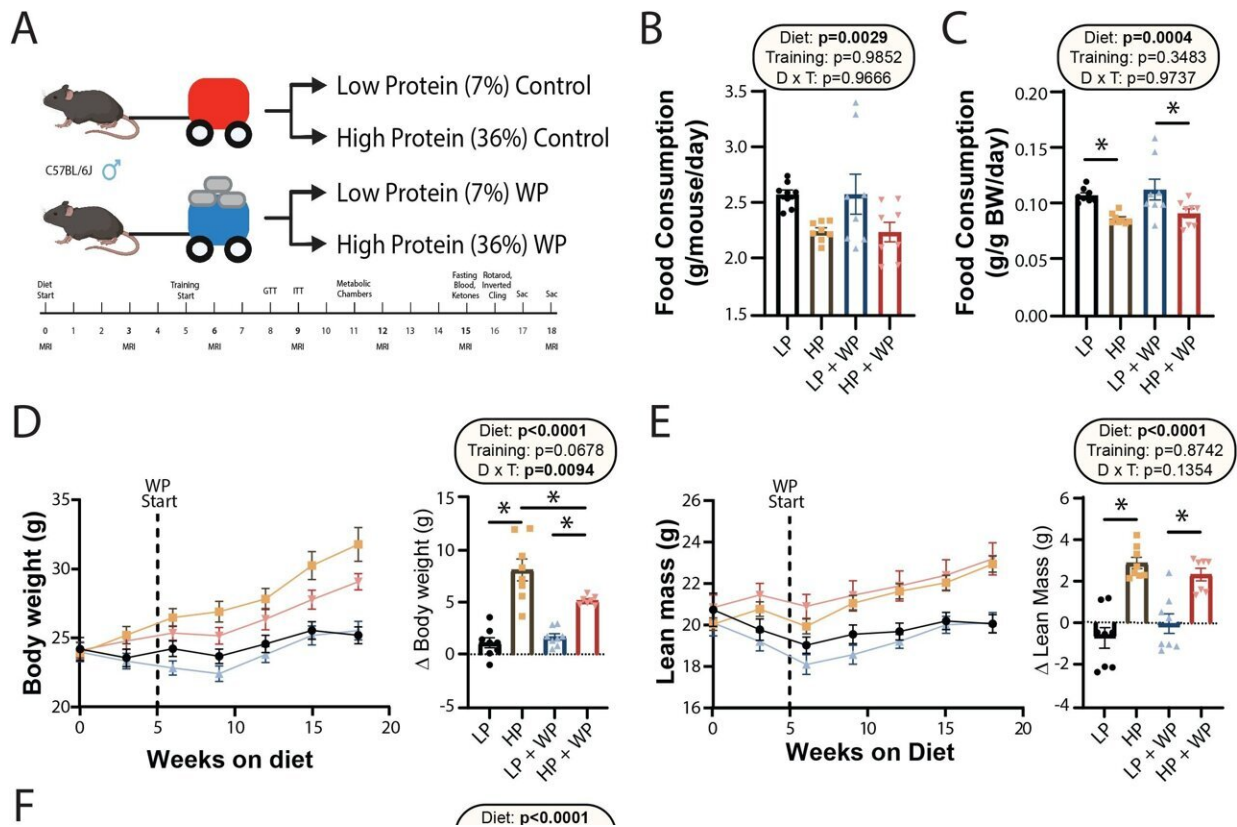 A
Low Protein (7%) Control
High Protein (36%) Control
C57BL/6J ♂
Low Protein (7%) WP
High Protein (36%) WP
Diet
Start
Training
Start
GTT
ITT
Metabolic
Chambers
Fasting
Blood,
Ketones
Rotarod,
Inverted
Cling
Sac
Sac
0 1 2 3 4 5 6 7 8 9 10 11 12 13 14 15 16 17 18
MRI MRI MRI MRI MRI MRI MRI
B
Diet: p=0.0029
Training: p=0.9852
D x T: p=0.9666
Food Consumption
(g/mouse/day)
3.5
3.0
2.5
2.0
1.5
LP
HP
LP + WP
HP + WP
C
Diet: p=0.0004
Training: p=0.3483
D x T: p=0.9737
Food Consumption
(g/g BW/day)
0.20
0.15
0.10
0.05
0.00
*
*
LP
HP
LP + WP
HP + WP
D
WP
Start
Body weight (g)
35
30
25
20
0 5 10 15 20
Weeks on diet
Diet: p<0.0001
Training: p=0.0678
D x T: p=0.0094
Δ Body weight (g)
15
10
5
0
-5
*
*
*
LP
HP
LP + WP
HP + WP
E
WP
Start
Lean mass (g)
26
24
22
20
18
16
0 5 10 15 20
Weeks on Diet
Diet: p<0.0001
Training: p=0.8742
D x T: p=0.1354
Δ Lean Mass (g)
6
4
2
0
-2
-4
*
*
LP
HP
LP + WP
HP + WP
F
Diet: p<0.0001